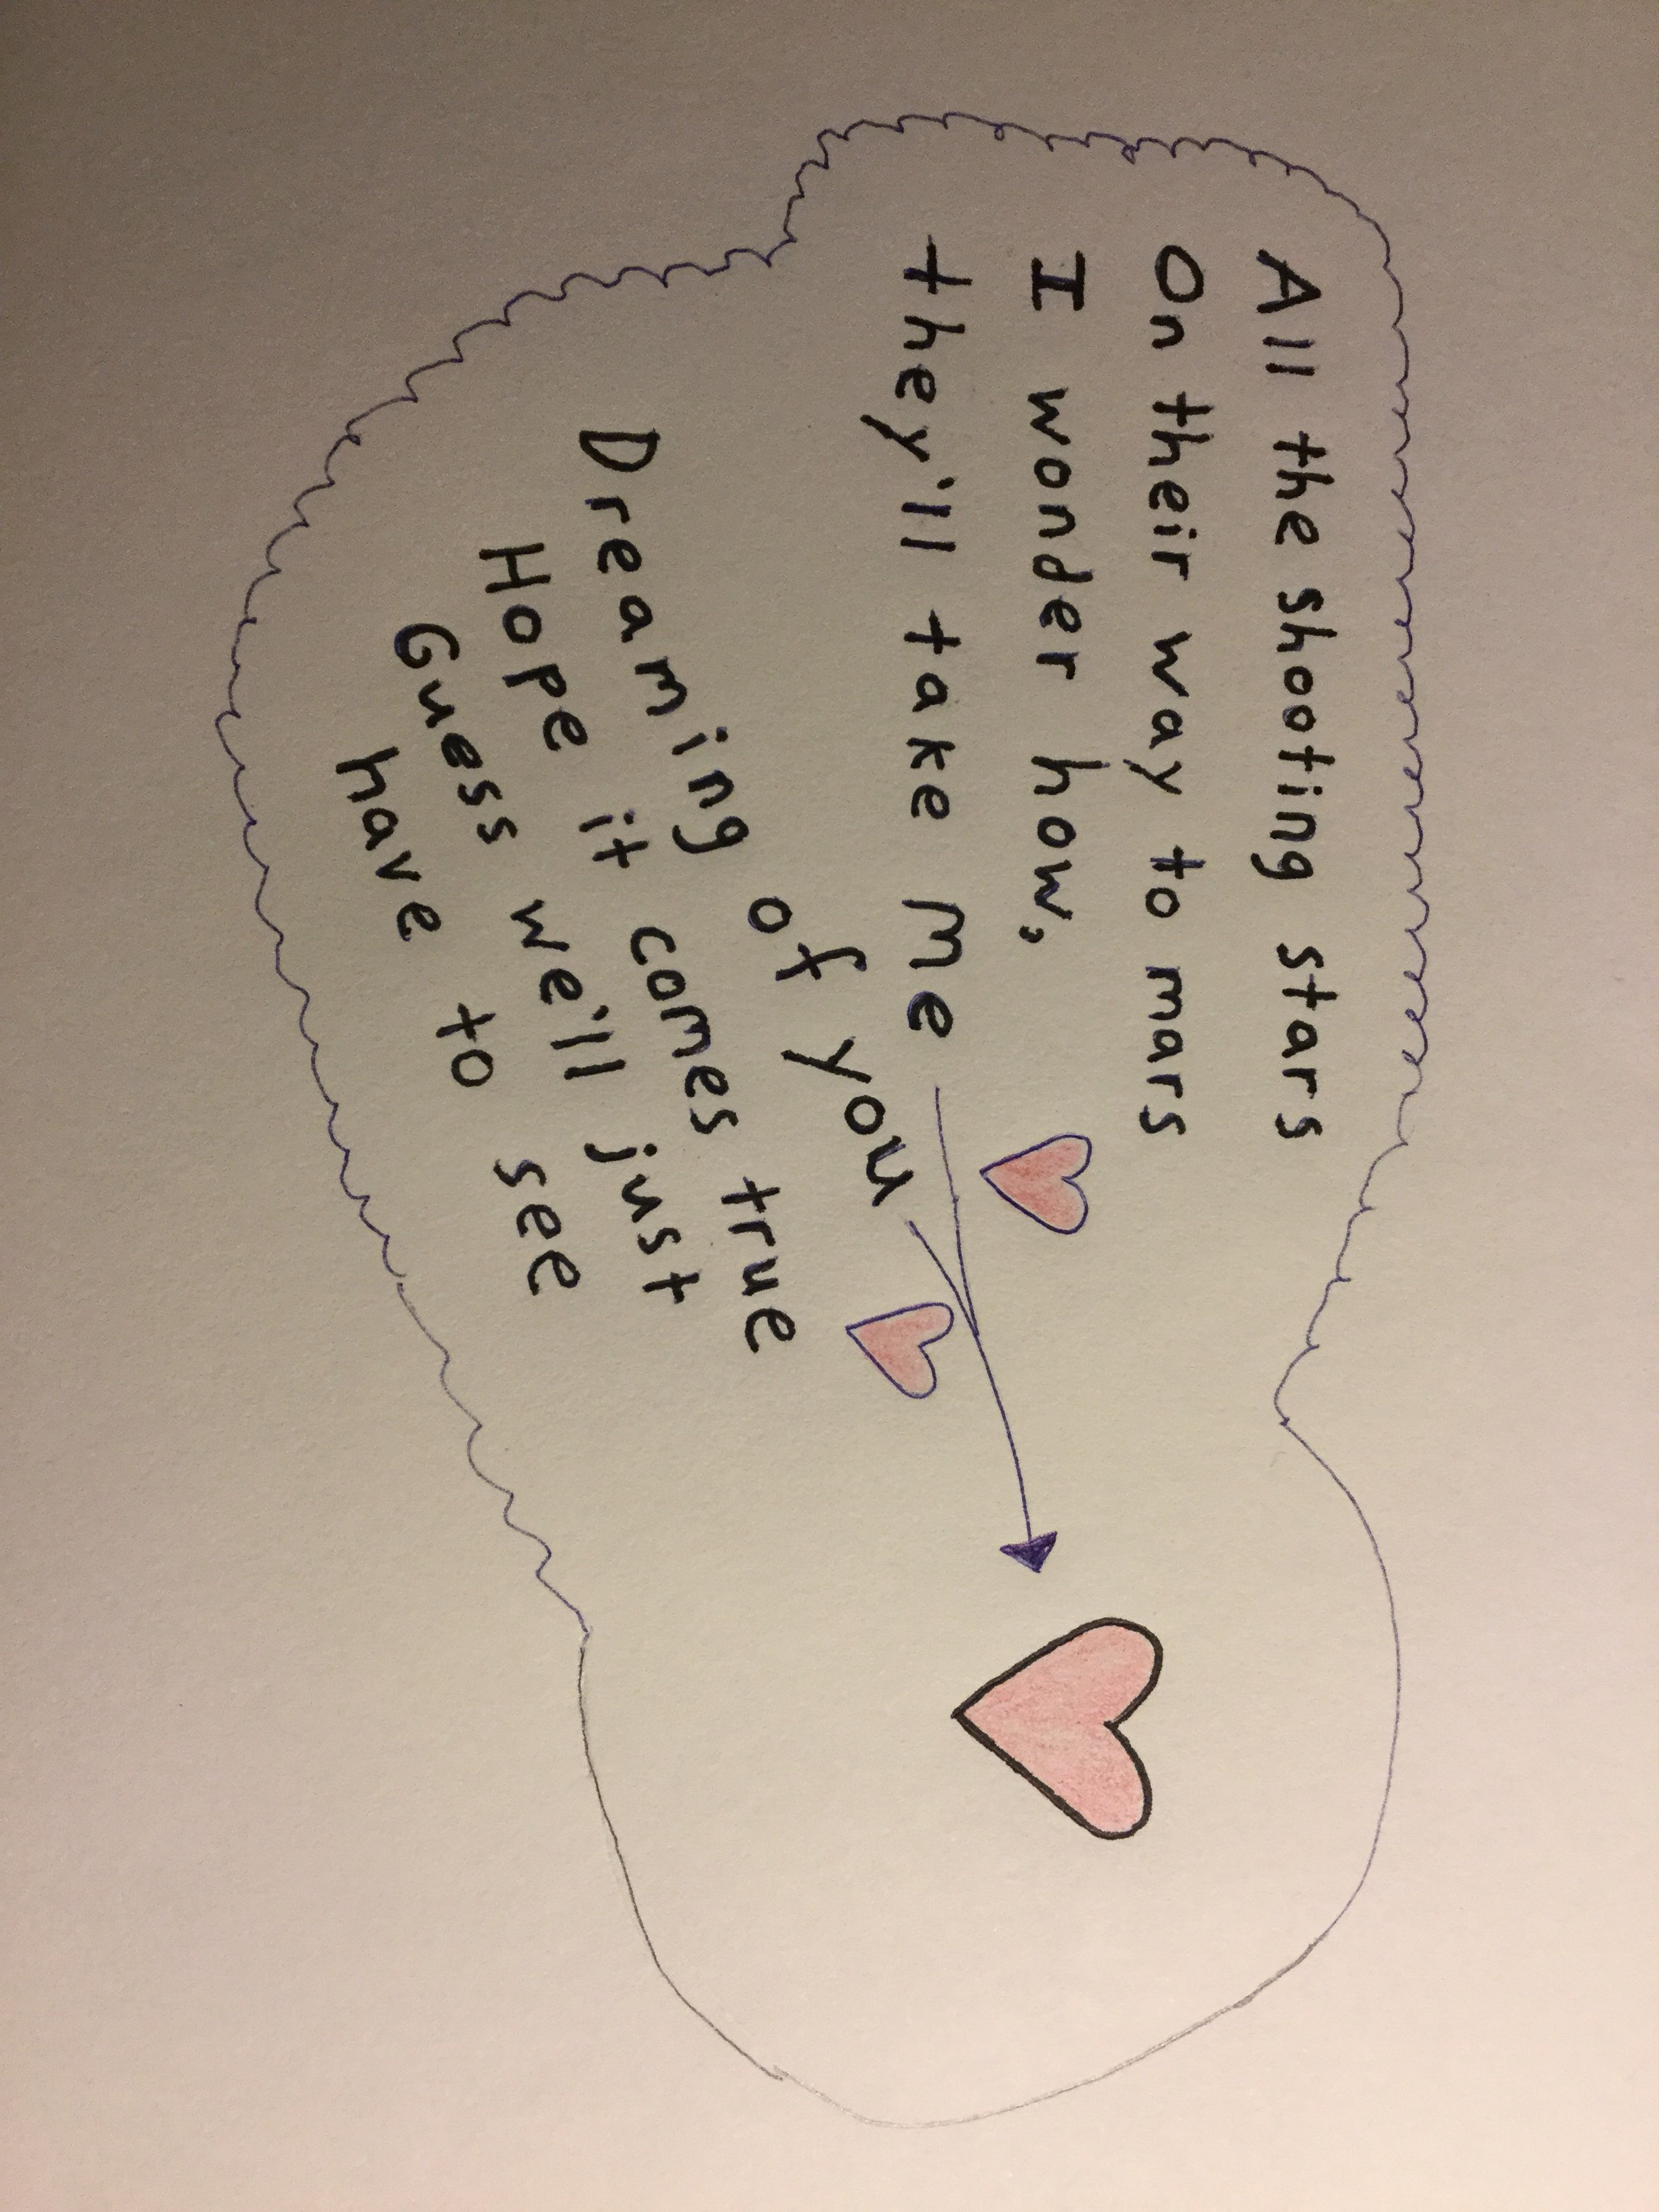 All the shooting stars
On their way to mars
I wonder how,
they'll take me
Dreaming of you
Hope it comes true
Guess we'll just
have to see